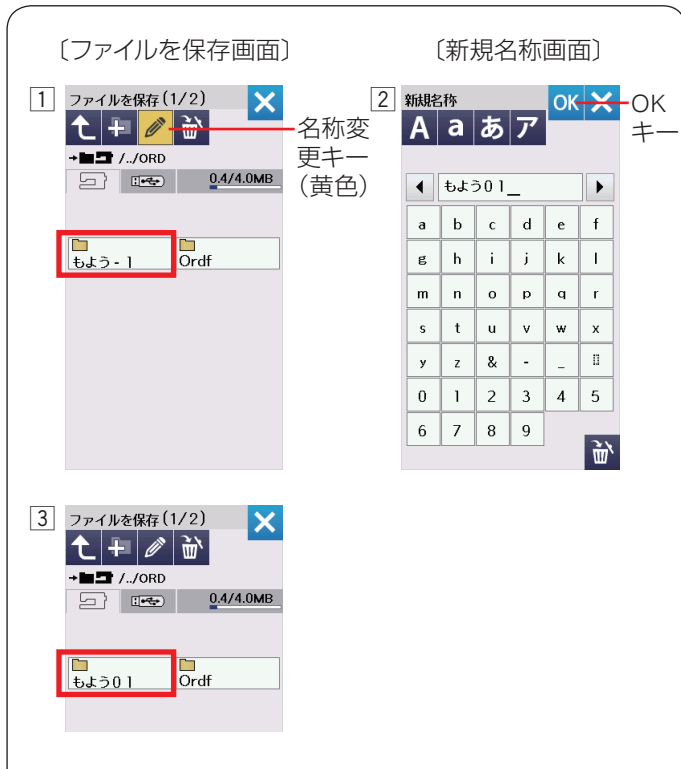 〔ファイルを保存画面〕
〔新規名称画面〕
1
ファイルを保存(1/2)
名称変
更キー
(黄色)
→ /../ORD
0.4/4.0MB
もよう-1
Ordf
2
新規名称
OK
OK
キー
A a あ ア
もよう01_
a b c d e f
g h i j k l
m n o p q r
s t u v w x
y z & - _
0 1 2 3 4 5
6 7 8 9
3
ファイルを保存(1/2)
→ /../ORD
0.4/4.0MB
もよう01
Ordf